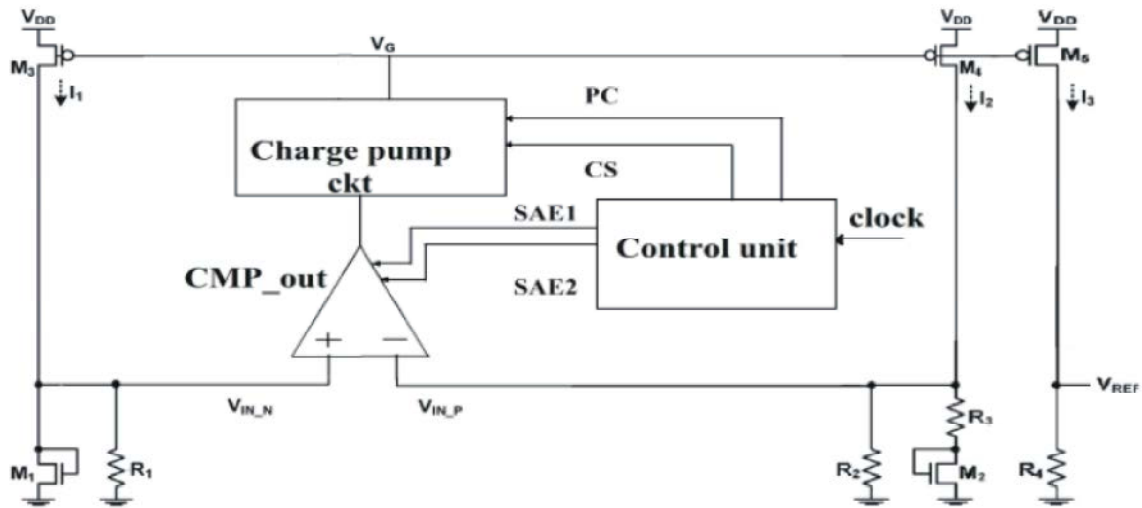 VDD
VDD
VDD
VG
M3
M4
M5
I1
I2
I3
PC
Charge pump
ckt
CS
SAE1
clock
Control unit
CMP_out
SAE2
+
−
VIN_N
VIN_P
VREF
R3
M1
R1
R2
M2
R4